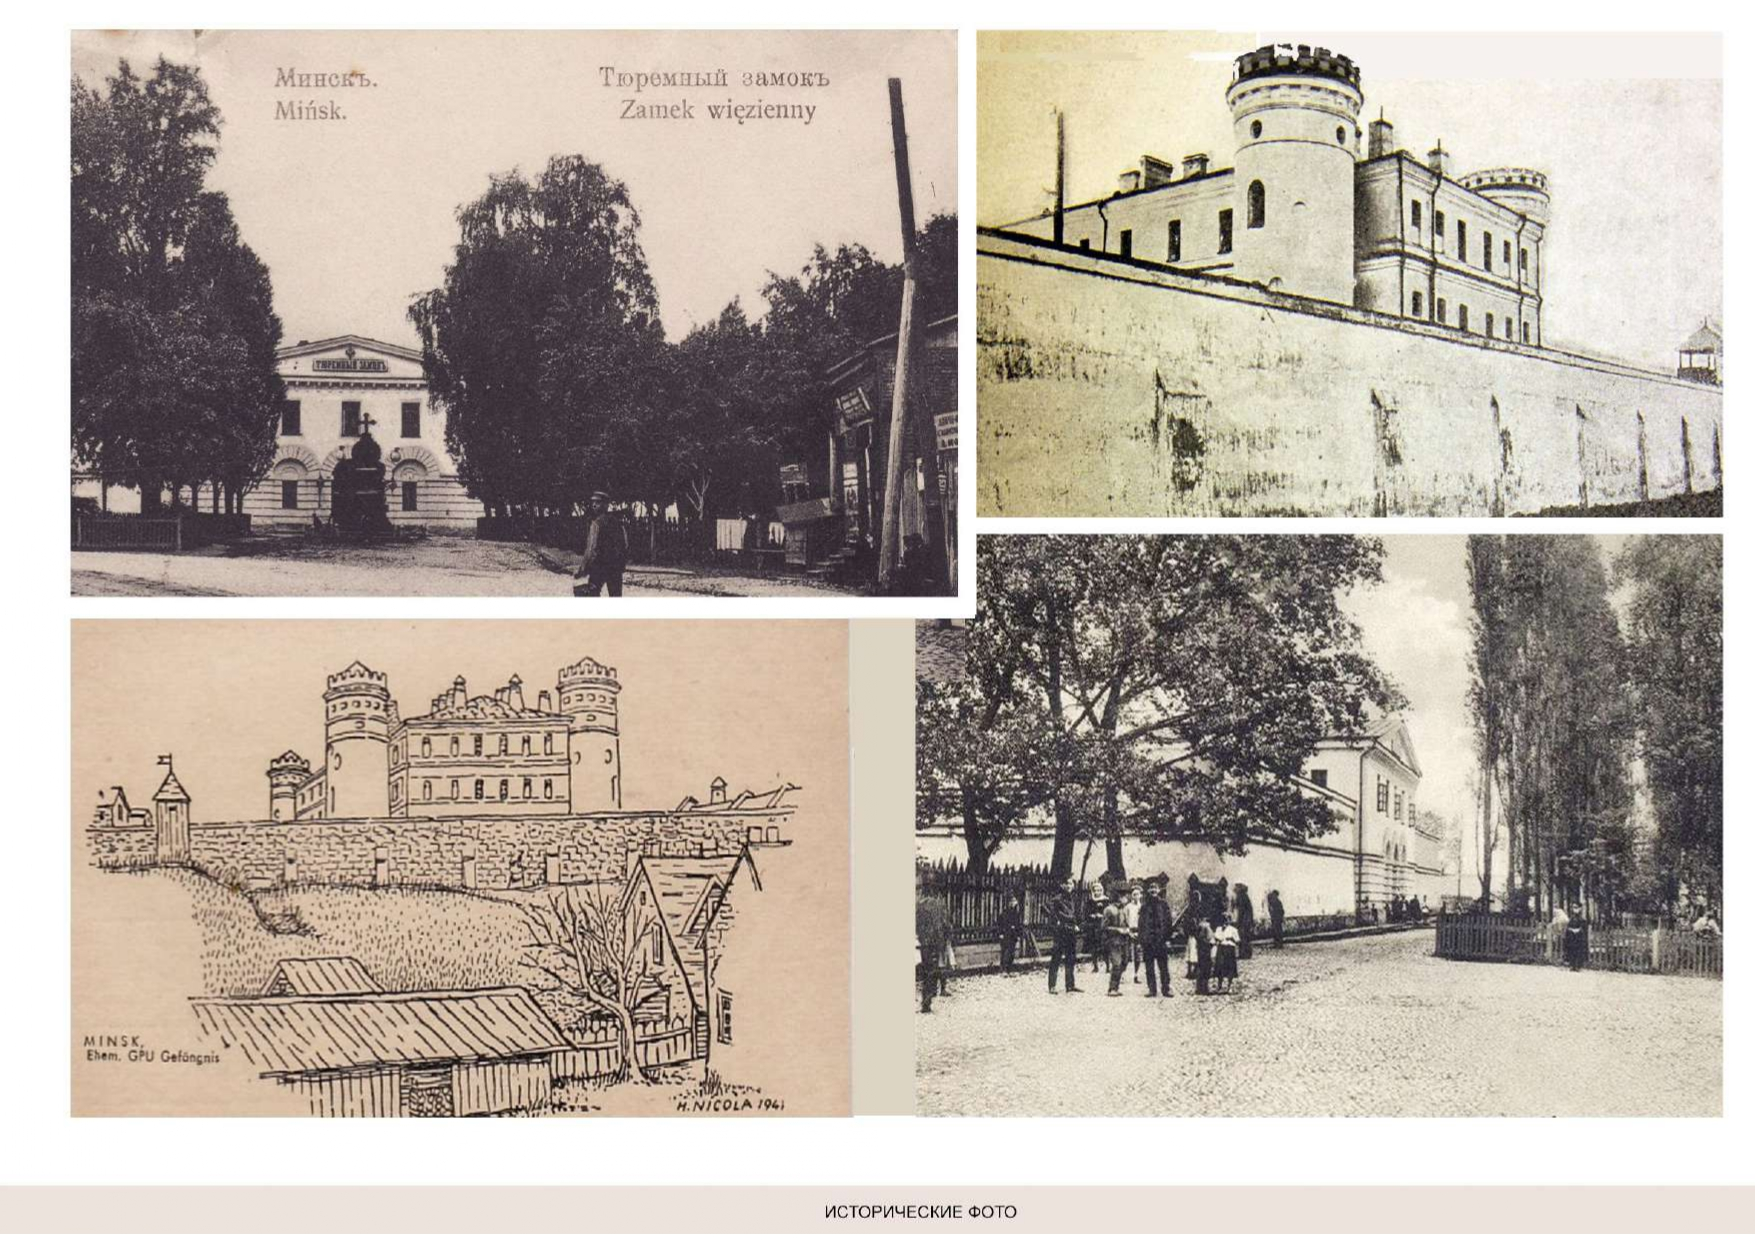 Минскъ.
Mińsk.
Тюремный замокъ
Zamek więzienny
ТЮРЕМНЫЙ ЗАМОКЪ
MINSK,
Ehem. GPU Gefängnis
H. NICOLA 1941
ИСТОРИЧЕСКИЕ ФОТО